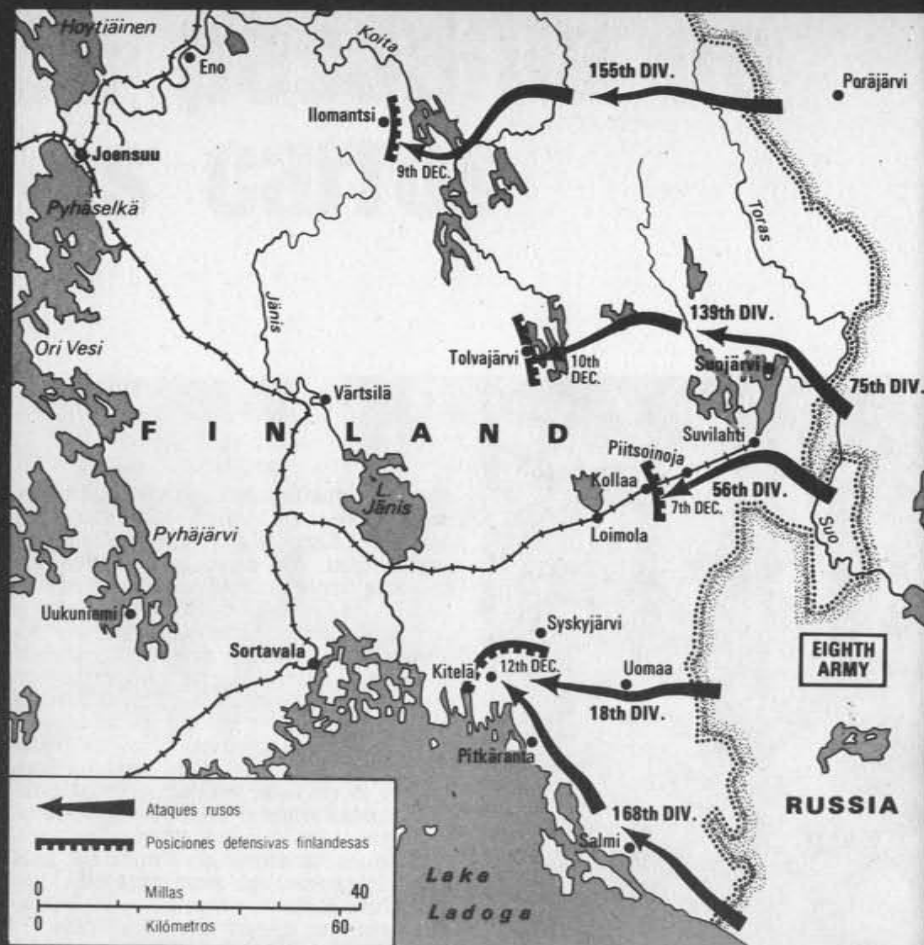 Hoytiäinen
Koita
155th DIV.
Eno
Poräjärvi
Ilomantsi
Joensuu
9th DEC.
Pyhäselkä
Toras
Jänis
139th DIV.
Ori Vesi
Tolvajärvi
10th
DEC.
Suojärvi
75th DIV.
Värtsilä
FINLAND
Suvilahti
Piitsoinoja
Kollaa
56th DIV.
7th DEC.
L.
Jänis
Loimola
Suo
Pyhäjärvi
Uukuniemi
Syskyjärvi
Sortavala
EIGHTH
ARMY
Kitelä
12th DEC.
Uomaa
18th DIV.
Pitkäranta
RUSSIA
168th DIV.
Salmi
Laka
Ladoga
Ataques rusos
Posiciones defensivas finlandesas
0 Millas 40
0 Kilómetros 60